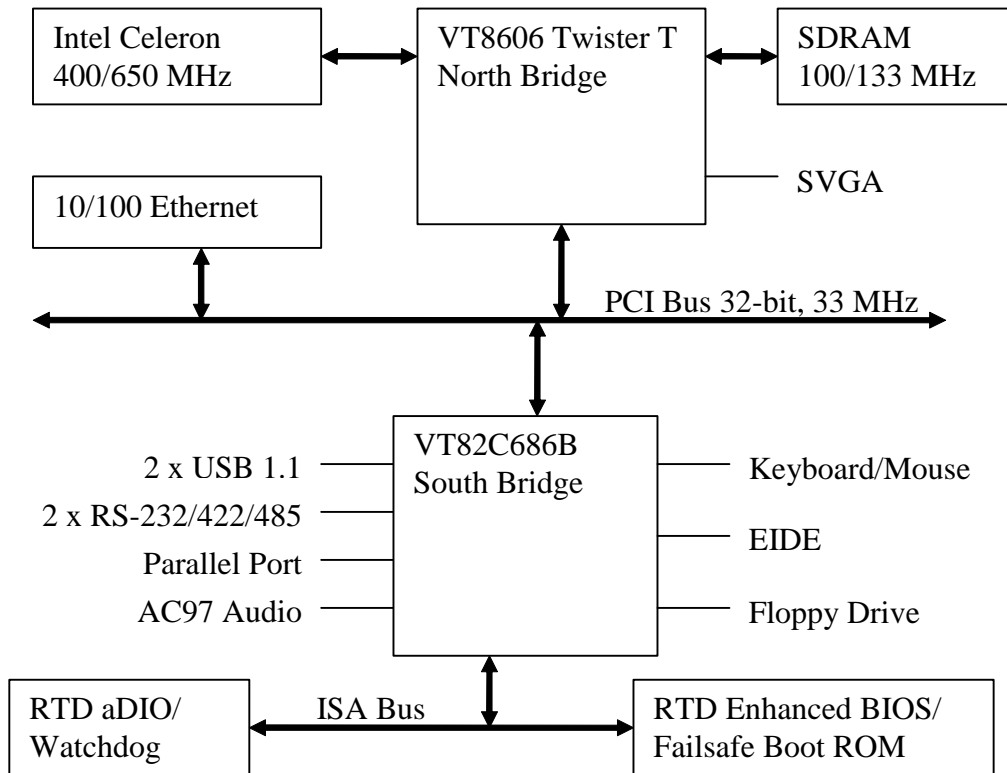 Intel Celeron
400/650 MHz
VT8606 Twister T
North Bridge
SDRAM
100/133 MHz
SVGA
10/100 Ethernet
PCI Bus 32-bit, 33 MHz
VT82C686B
South Bridge
2 x USB 1.1
2 x RS-232/422/485
Parallel Port
AC97 Audio
Keyboard/Mouse
EIDE
Floppy Drive
RTD aDIO/
Watchdog
ISA Bus
RTD Enhanced BIOS/
Failsafe Boot ROM